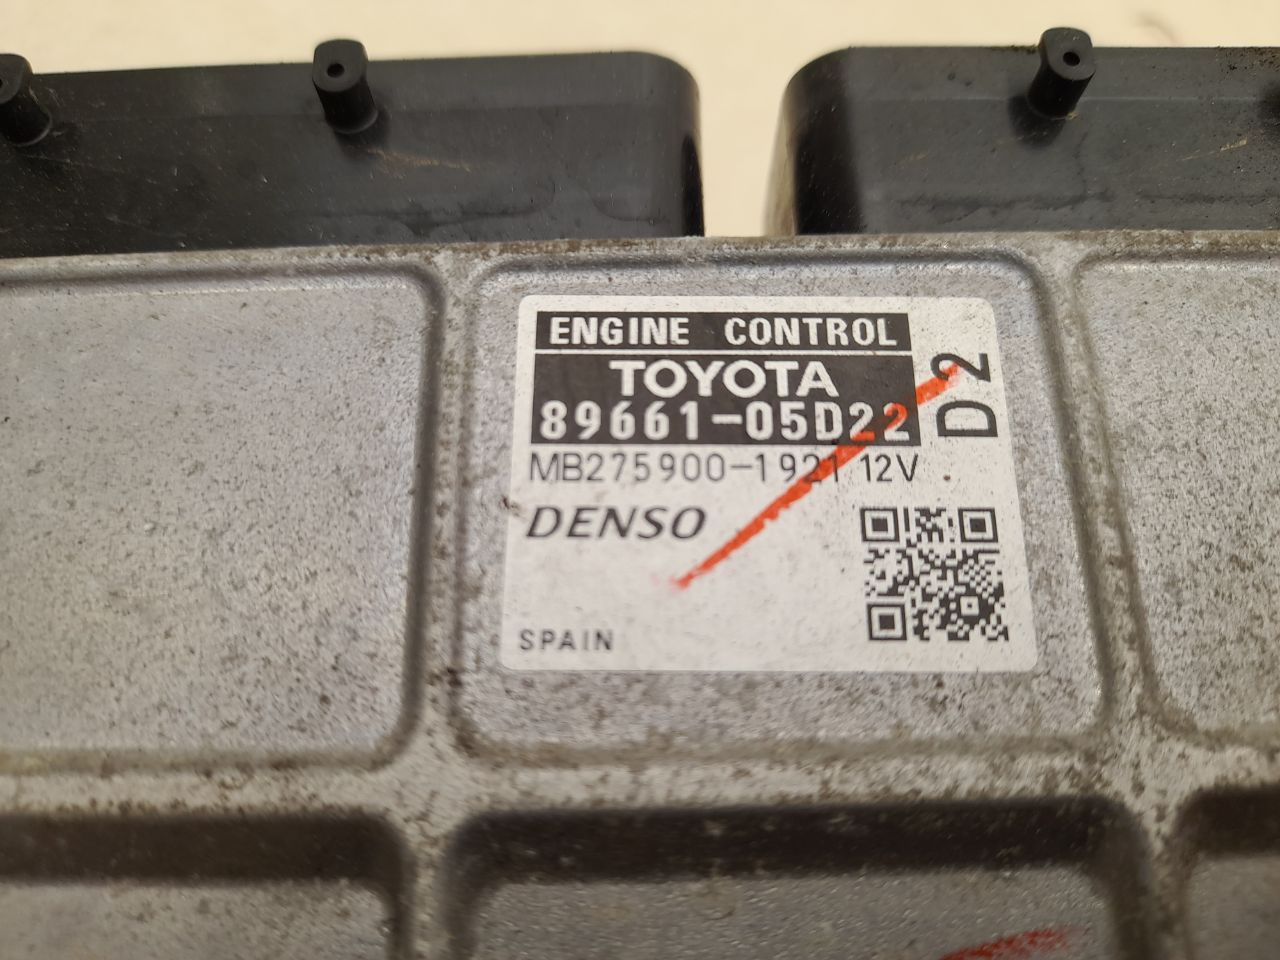 ENGINE CONTROL
TOYOTA
89661-05D22
D2
MB275900-1921 12V
DENSO
SPAIN